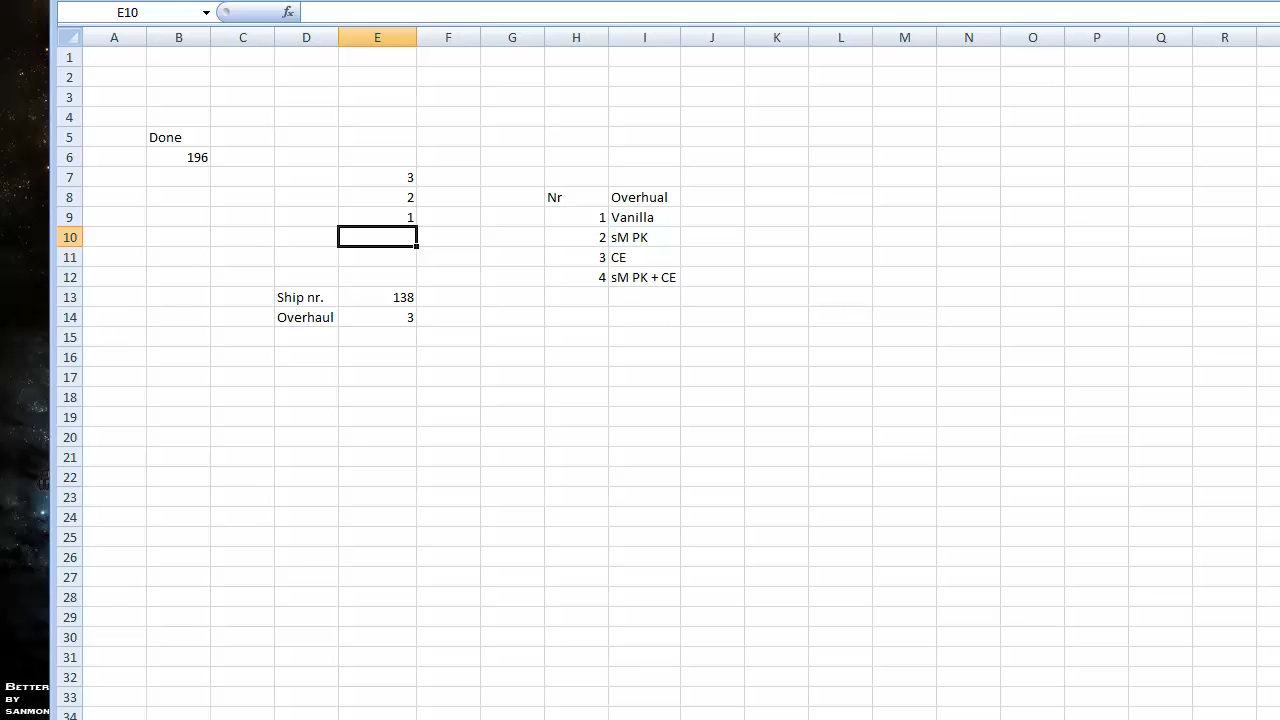 E10 fx
A B C D E F G H I J K L M N O P Q R
1
2
3
4
5 Done
6 196
7 3
8 2 Nr Overhual
9 1 1 Vanilla
10 2 sM PK
11 3 CE
12 4 sM PK + CE
13 Ship nr. 138
14 Overhaul 3
15
16
17
18
19
20
21
22
23
24
25
26
27
28
29
30
31
32
33
34
BETTER
BY
SANMON